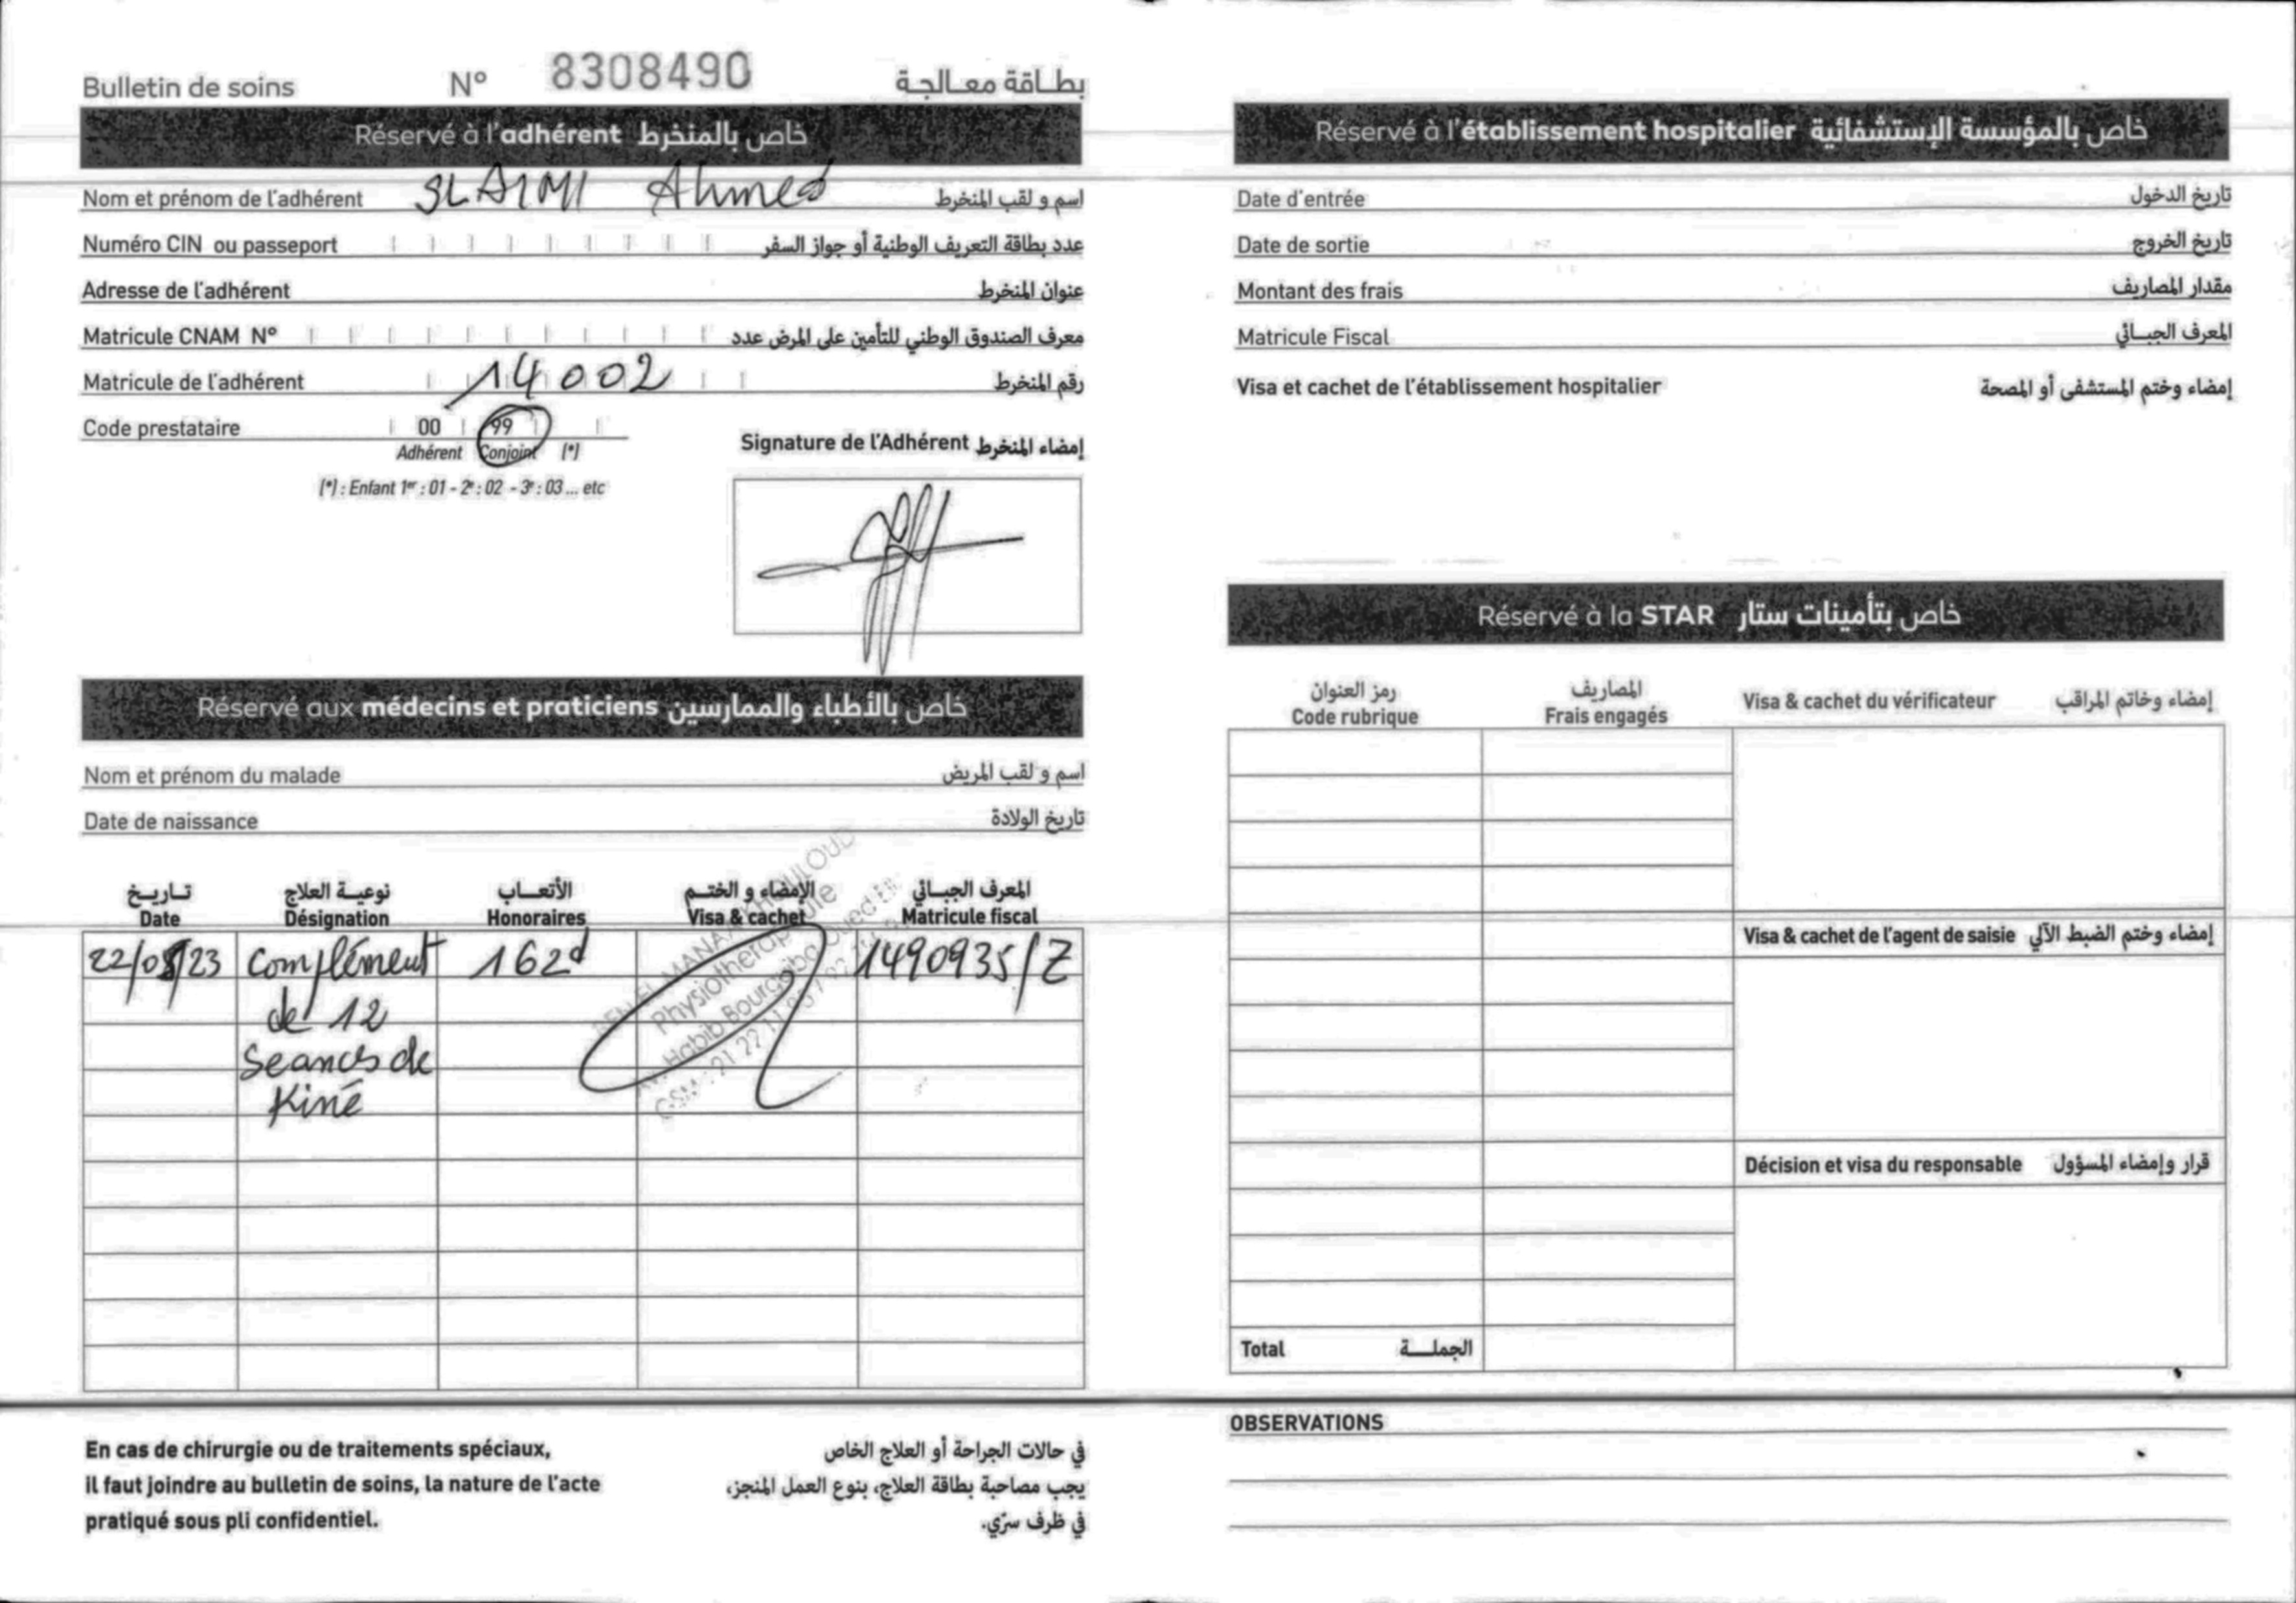 Bulletin de soins N° 8308490 بطاقة معالجة
Réservé à l'adhérent خاص بالمنخرط
Nom et prénom de l'adhérent SLAIMI Ahmed اسم و لقب المنخرط
Numéro CIN ou passeport عدد بطاقة التعريف الوطنية أو جواز السفر
Adresse de l'adhérent عنوان المنخرط
Matricule CNAM N° معرف الصندوق الوطني للتأمين على المرض عدد
Matricule de l'adhérent 14002 رقم المنخرط
Code prestataire 00 99
Adhérent Conjoint (*)
(*) : Enfant 1er : 01 - 2e : 02 - 3e : 03 ... etc
Signature de l'Adhérent إمضاء المنخرط
Réservé aux médecins et praticiens خاص بالأطباء والممارسين
Nom et prénom du malade اسم و لقب المريض
Date de naissance تاريخ الولادة
تاريخ نوعية العلاج الأتعاب الإمضاء و الختم المعرف الجبائي
Date Désignation Honoraires Visa & cachet Matricule fiscal
22/08/23 Complément 162d 1490935/Z
de 12
Seances de
Kiné
Physiothérap
Habib Bourguiba
En cas de chirurgie ou de traitements spéciaux,
il faut joindre au bulletin de soins, la nature de l'acte
pratiqué sous pli confidentiel.
في حالات الجراحة أو العلاج الخاص
يجب مصاحبة بطاقة العلاج، بنوع العمل المنجز،
في ظرف سرّي.
Réservé à l'établissement hospitalier خاص بالمؤسسة الإستشفائية
Date d'entrée تاريخ الدخول
Date de sortie تاريخ الخروج
Montant des frais مقدار المصاريف
Matricule Fiscal المعرف الجبائي
Visa et cachet de l'établissement hospitalier إمضاء وختم المستشفى أو المصحة
Réservé à la STAR خاص بتأمينات ستار
رمز العنوان المصاريف
Code rubrique Frais engagés Visa & cachet du vérificateur إمضاء وخاتم المراقب
Visa & cachet de l'agent de saisie إمضاء وختم الضبط الآلي
Décision et visa du responsable قرار وإمضاء المسؤول
Total الجملة
OBSERVATIONS